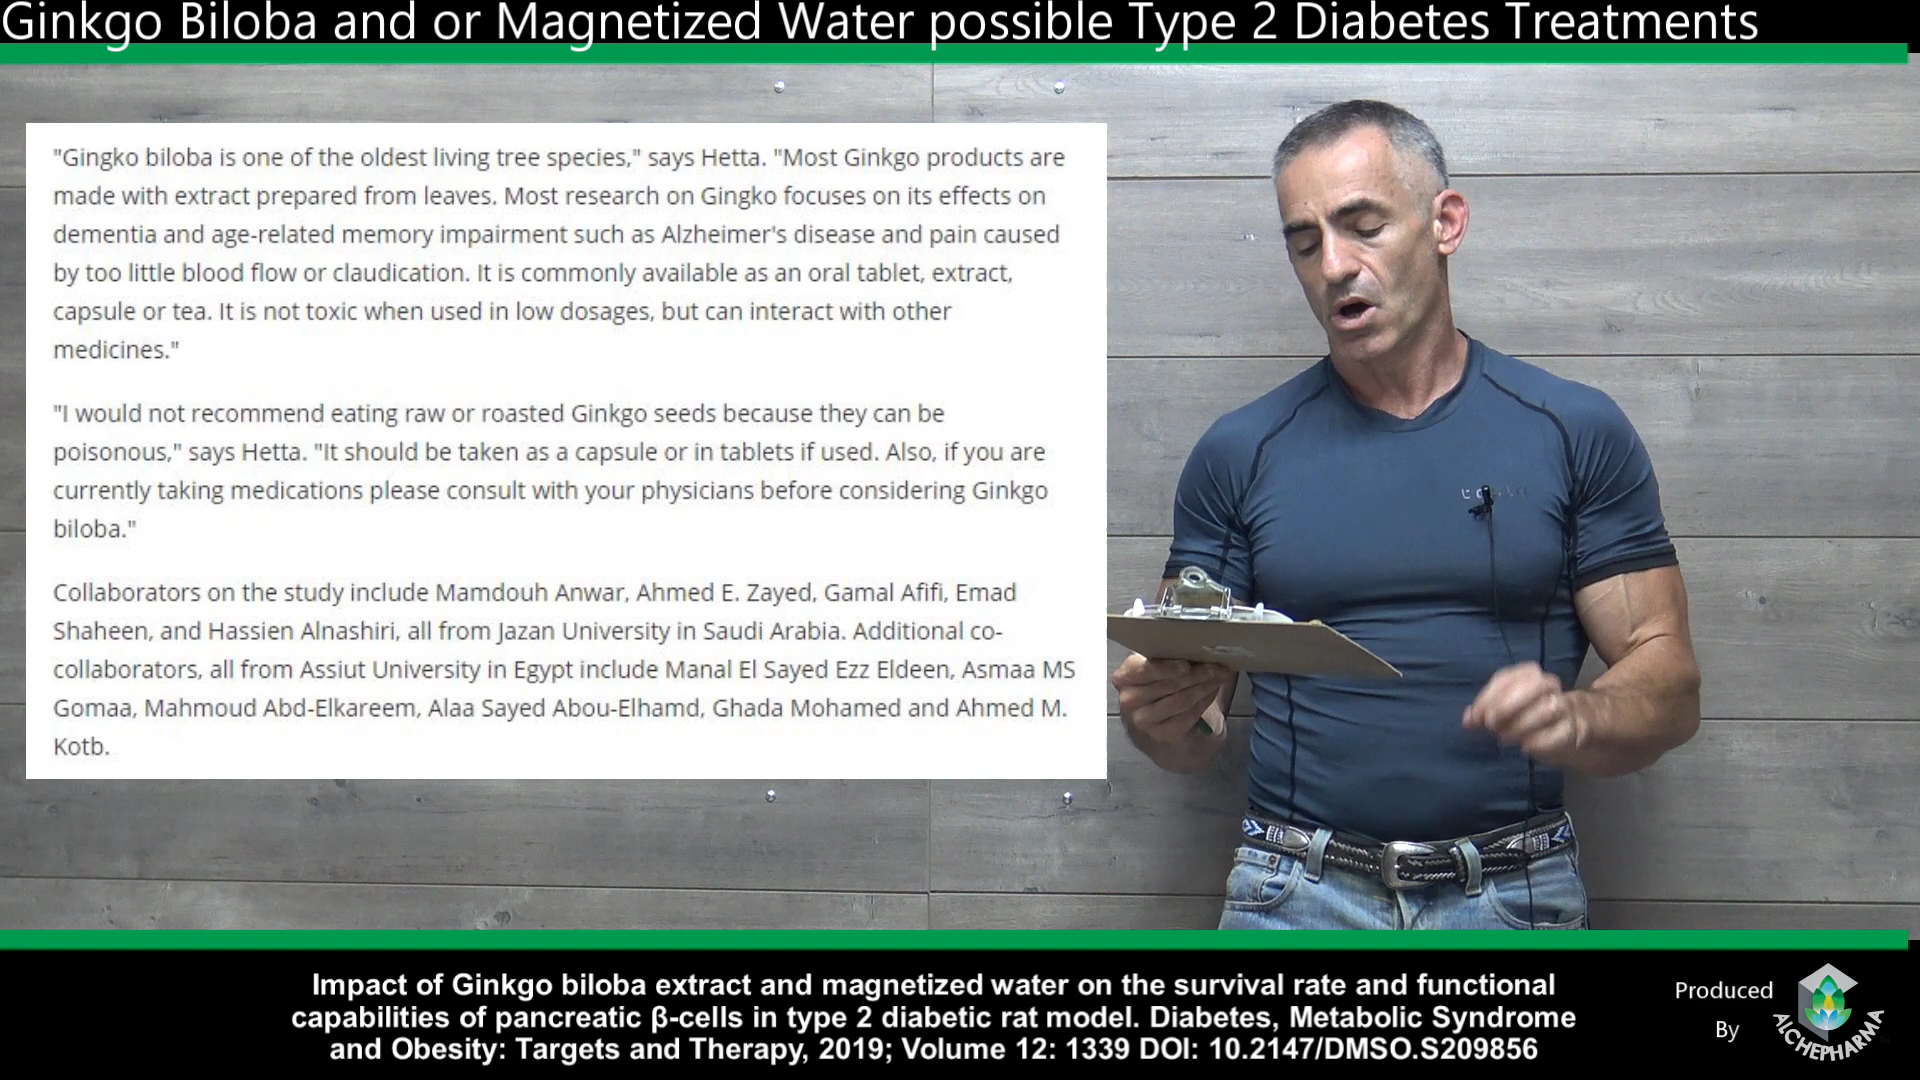 Ginkgo Biloba and or Magnetized Water possible Type 2 Diabetes Treatments
"Gingko biloba is one of the oldest living tree species," says Hetta. "Most Ginkgo products are
made with extract prepared from leaves. Most research on Gingko focuses on its effects on
dementia and age-related memory impairment such as Alzheimer's disease and pain caused
by too little blood flow or claudication. It is commonly available as an oral tablet, extract,
capsule or tea. It is not toxic when used in low dosages, but can interact with other
medicines."
"I would not recommend eating raw or roasted Ginkgo seeds because they can be
poisonous," says Hetta. "It should be taken as a capsule or in tablets if used. Also, if you are
currently taking medications please consult with your physicians before considering Ginkgo
biloba."
Collaborators on the study include Mamdouh Anwar, Ahmed E. Zayed, Gamal Afifi, Emad
Shaheen, and Hassien Alnashiri, all from Jazan University in Saudi Arabia. Additional co-
collaborators, all from Assiut University in Egypt include Manal El Sayed Ezz Eldeen, Asmaa MS
Gomaa, Mahmoud Abd-Elkareem, Alaa Sayed Abou-Elhamd, Ghada Mohamed and Ahmed M.
Kotb.
Impact of Ginkgo biloba extract and magnetized water on the survival rate and functional
capabilities of pancreatic β-cells in type 2 diabetic rat model. Diabetes, Metabolic Syndrome
and Obesity: Targets and Therapy, 2019; Volume 12: 1339 DOI: 10.2147/DMSO.S209856
Produced
By
ALCHEPHARMA